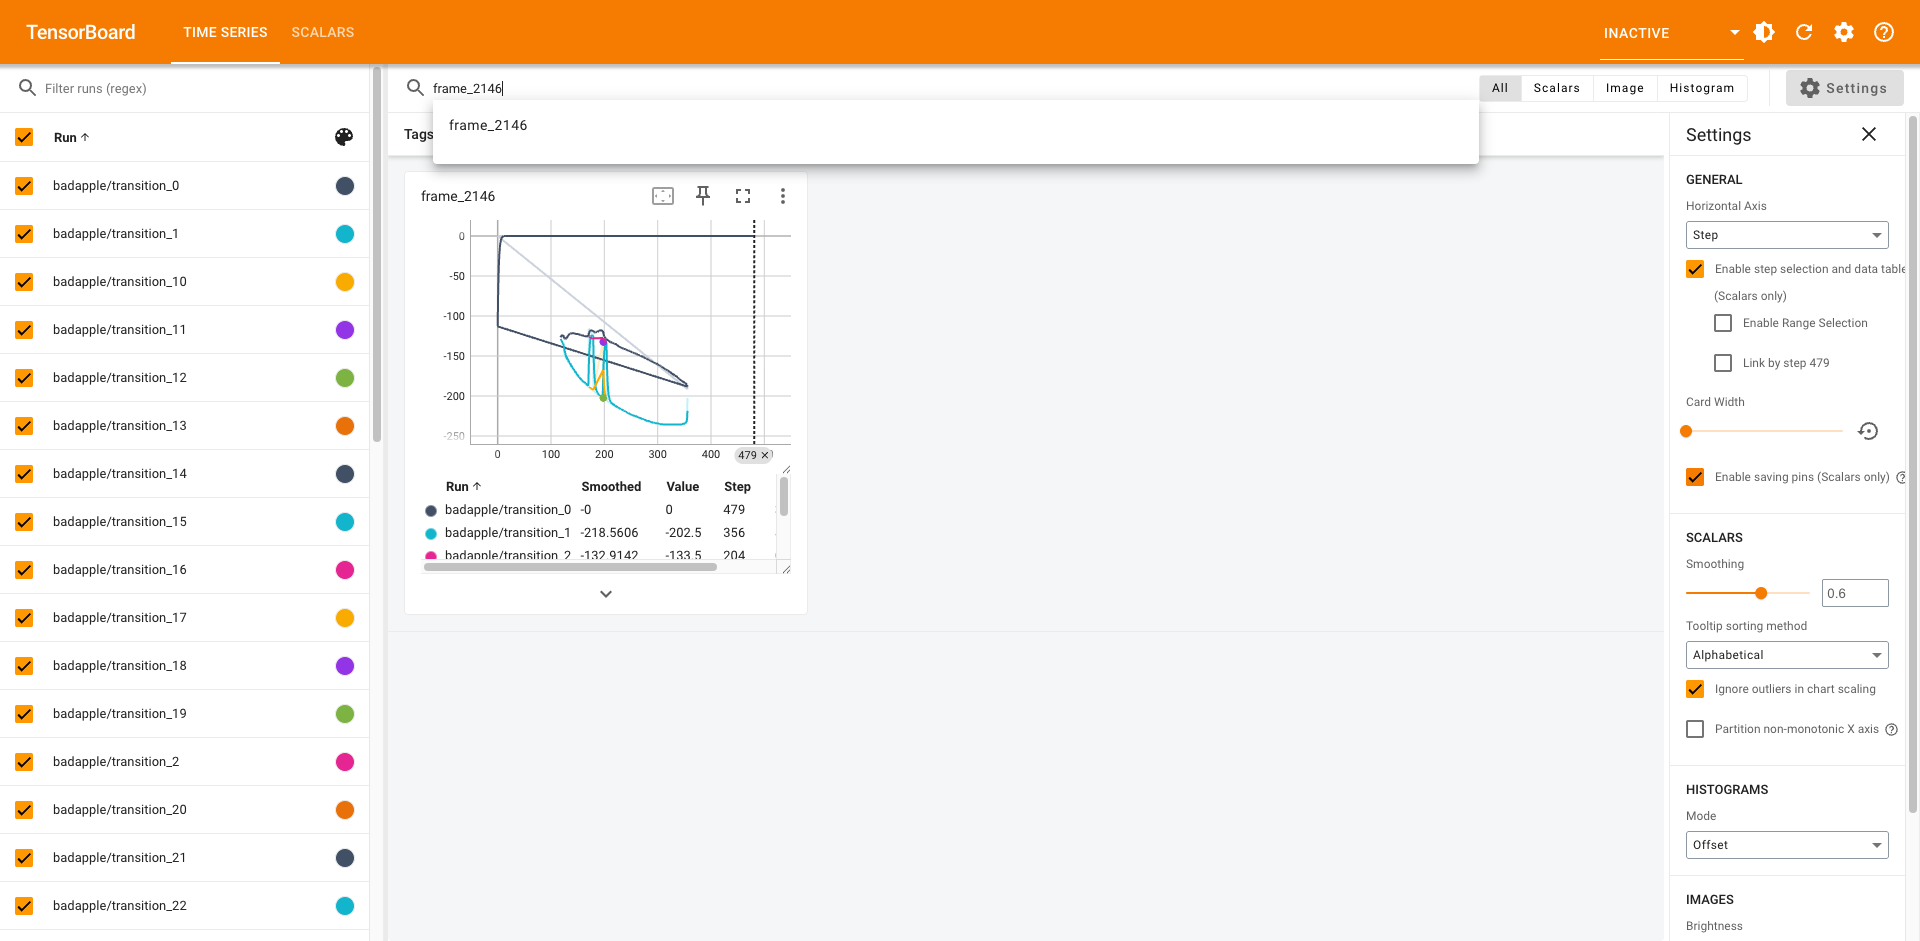 TensorBoard
TIME SERIES
SCALARS
INACTIVE
Filter runs (regex)
frame_2146
All
Scalars
Image
Histogram
Settings
frame_2146
Tags
Run
badapple/transition_0
badapple/transition_1
badapple/transition_10
badapple/transition_11
badapple/transition_12
badapple/transition_13
badapple/transition_14
badapple/transition_15
badapple/transition_16
badapple/transition_17
badapple/transition_18
badapple/transition_19
badapple/transition_2
badapple/transition_20
badapple/transition_21
badapple/transition_22
frame_2146
0
-50
-100
-150
-200
-250
0
100
200
300
400
479
Run Smoothed Value Step
badapple/transition_0 -0 0 479
badapple/transition_1 -218.5606 -202.5 356
badapple/transition_2 -132.9142 -133.5 204
Settings
GENERAL
Horizontal Axis
Step
Enable step selection and data table
(Scalars only)
Enable Range Selection
Link by step 479
Card Width
Enable saving pins (Scalars only)
SCALARS
Smoothing
0.6
Tooltip sorting method
Alphabetical
Ignore outliers in chart scaling
Partition non-monotonic X axis
HISTOGRAMS
Mode
Offset
IMAGES
Brightness